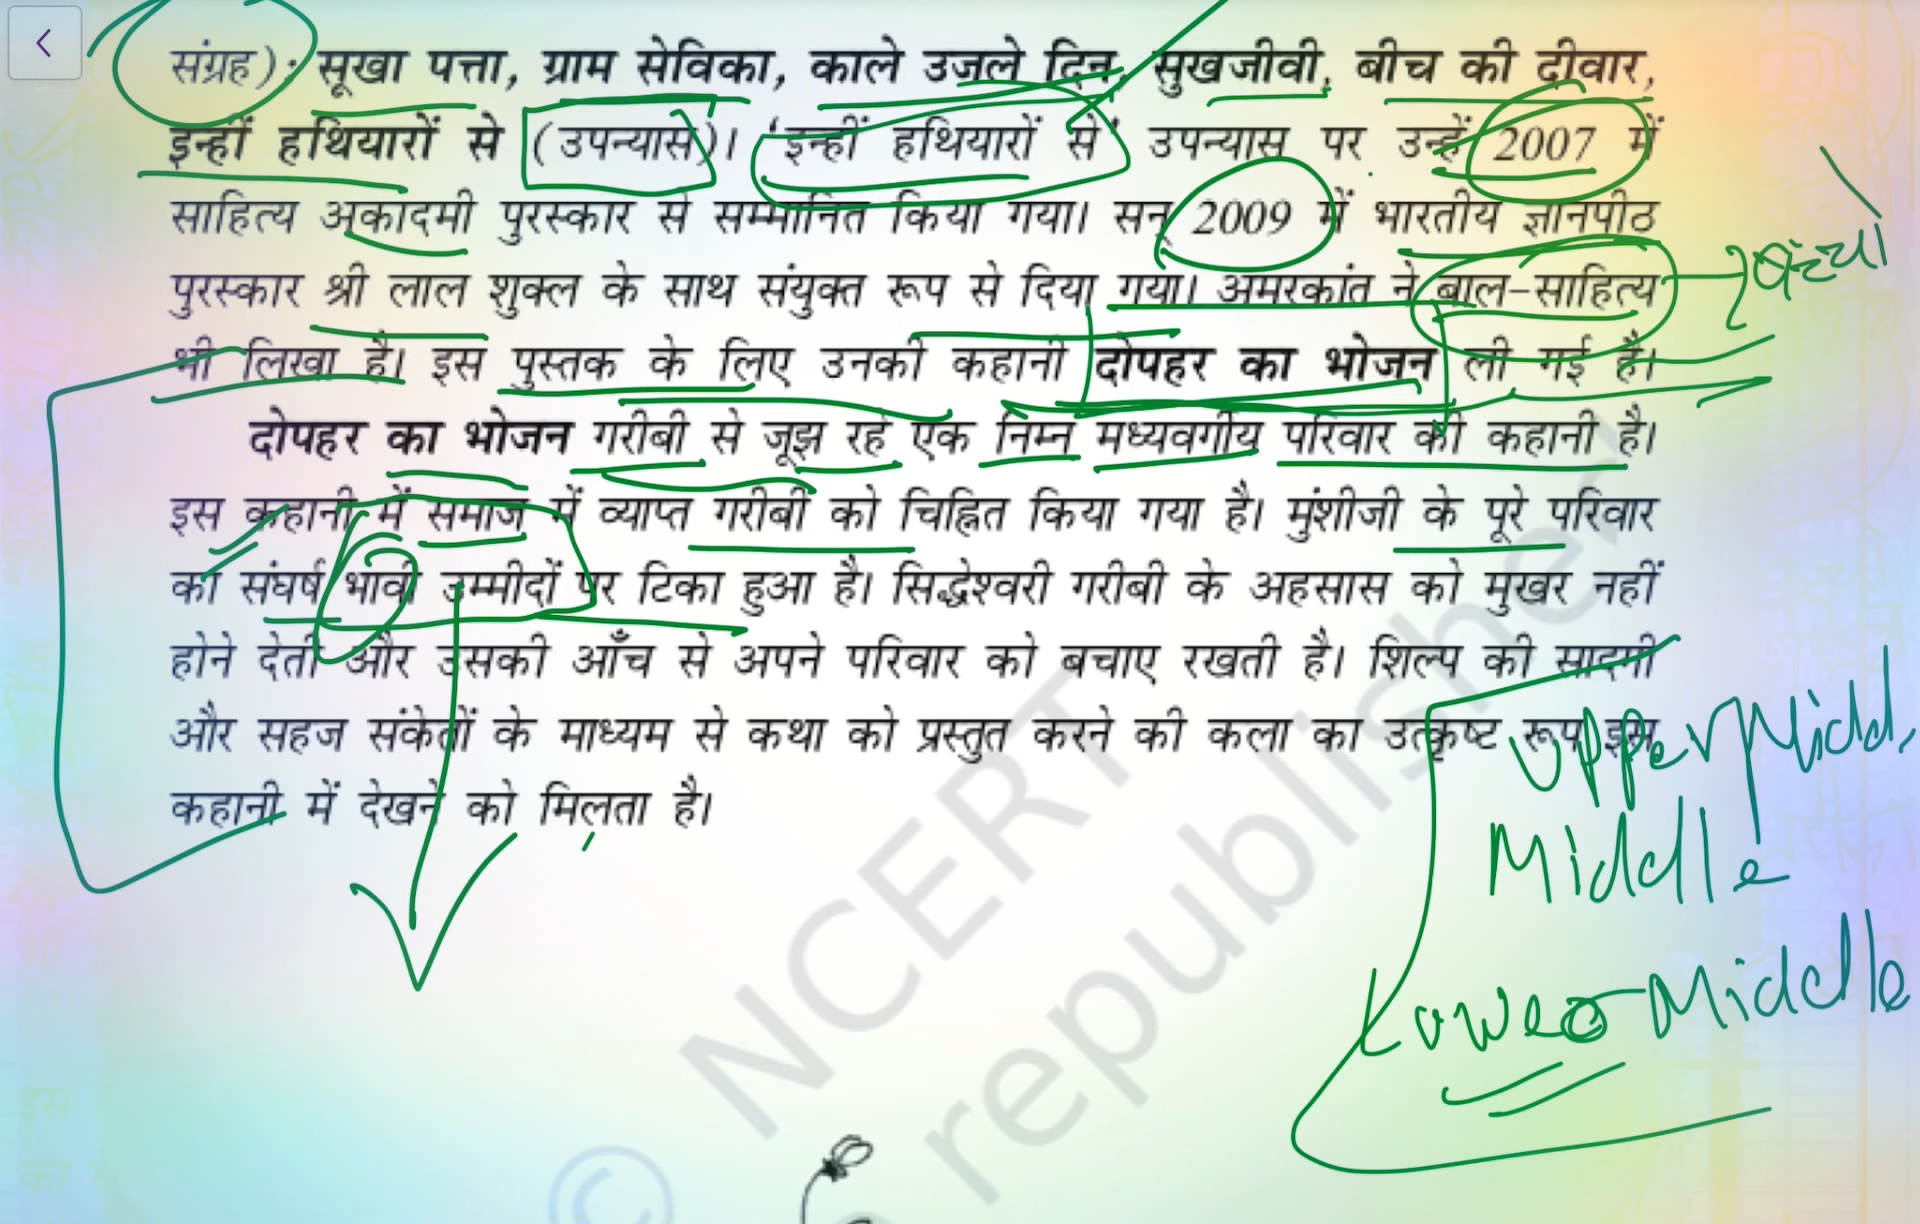 संग्रह); सूखा पत्ता, ग्राम सेविका, काले उजले दिन, सुखजीवी, बीच की दीवार,
इन्हीं हथियारों से (उपन्यास)। 'इन्हीं हथियारों से' उपन्यास पर उन्हें 2007 में
साहित्य अकादमी पुरस्कार से सम्मानित किया गया। सन् 2009 में भारतीय ज्ञानपीठ
पुरस्कार श्री लाल शुक्ल के साथ संयुक्त रूप से दिया गया। अमरकांत ने बाल-साहित्य
भी लिखा है। इस पुस्तक के लिए उनकी कहानी दोपहर का भोजन ली गई है।
दोपहर का भोजन गरीबी से जूझ रहे एक निम्न मध्यवर्गीय परिवार की कहानी है।
इस कहानी में समाज में व्याप्त गरीबी को चिह्नित किया गया है। मुंशीजी के पूरे परिवार
का संघर्ष भावी उम्मीदों पर टिका हुआ है। सिद्धेश्वरी गरीबी के अहसास को मुखर नहीं
होने देती और उसकी आँच से अपने परिवार को बचाए रखती है। शिल्प की सादगी
और सहज संकेतों के माध्यम से कथा को प्रस्तुत करने की कला का उत्कृष्ट रूप इस
कहानी में देखने को मिलता है।
Upper Midd.
Middle
Lower Middle
© NCERT
republished